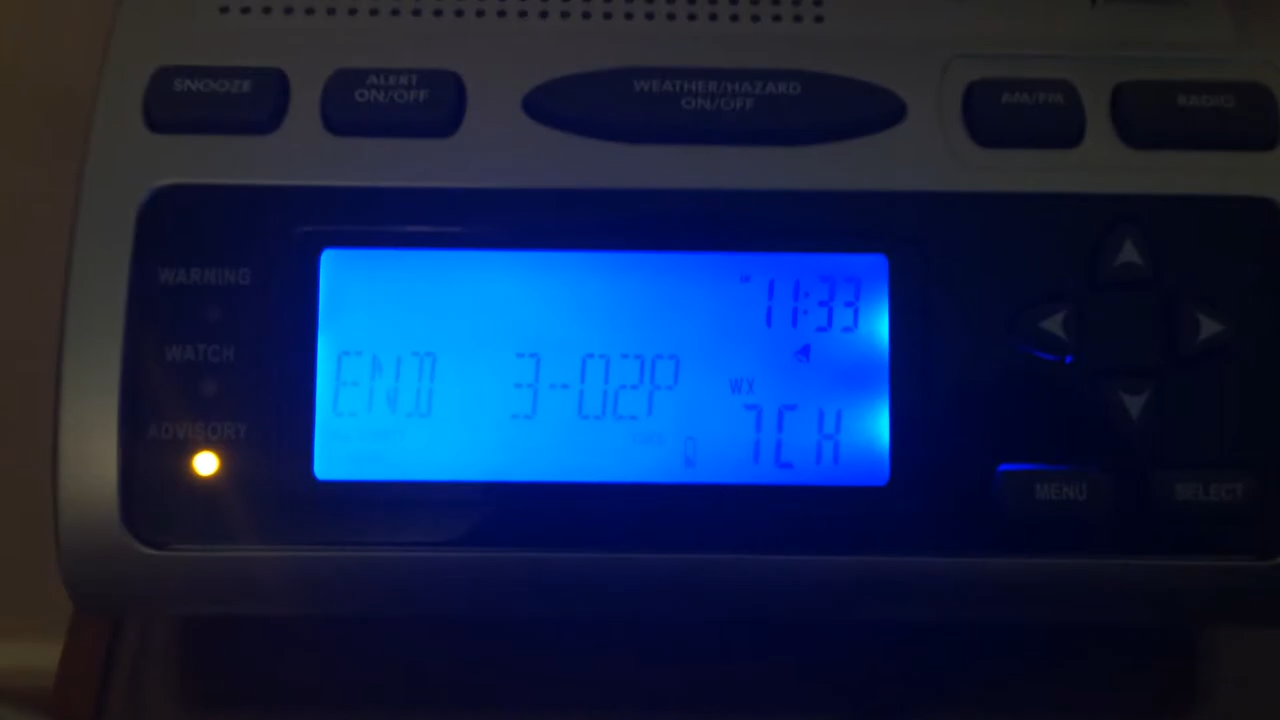 SNOOZE
ALERT
ON/OFF
WEATHER/HAZARD
ON/OFF
AM/FM
RADIO
WARNING
WATCH
ADVISORY
11:33
END 3-02P
WX
7CH
MENU
SELECT